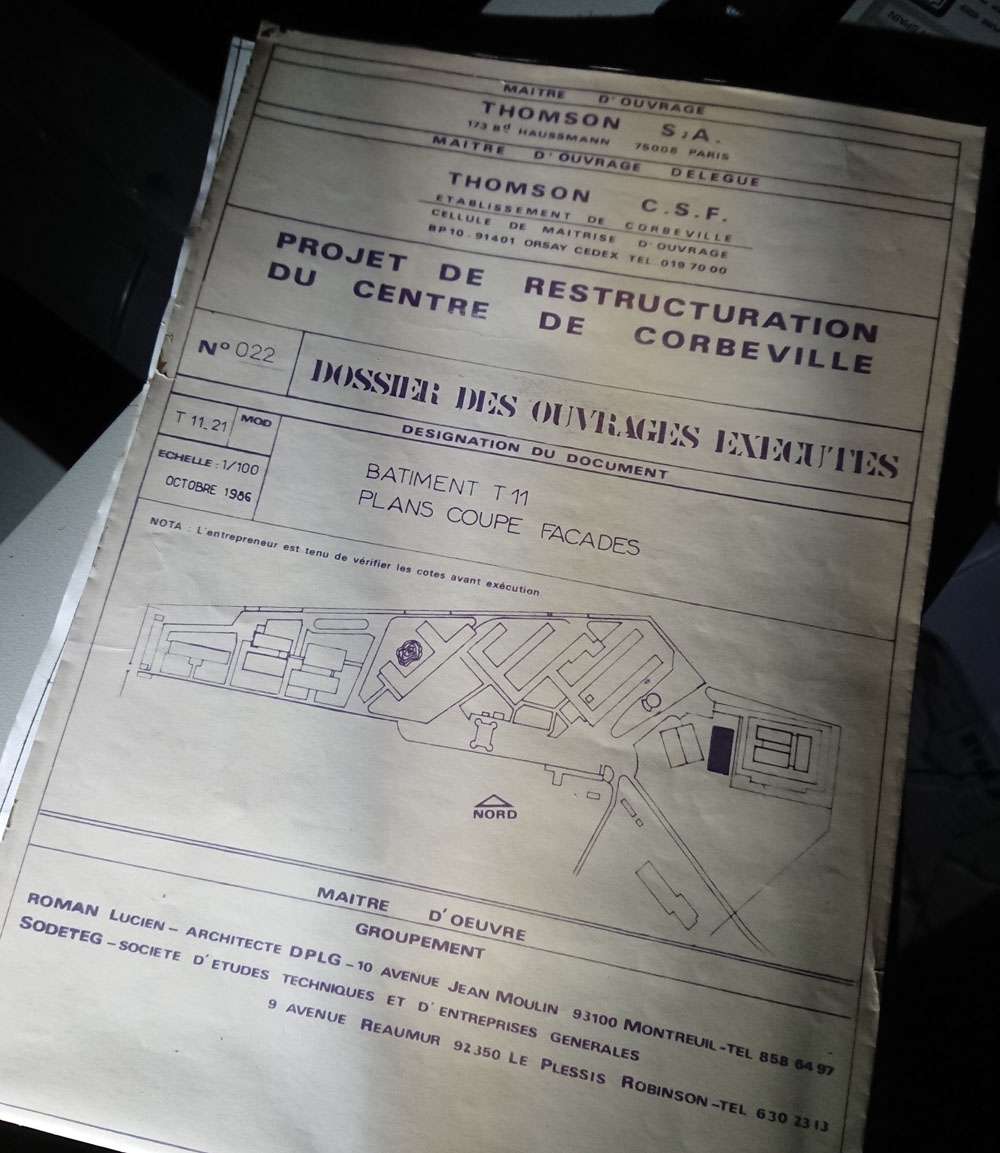 MAITRE D'OUVRAGE
THOMSON S.A.
173 Bd HAUSSMANN 75008 PARIS
MAITRE D'OUVRAGE DELEGUE
THOMSON C.S.F.
ETABLISSEMENT DE CORBEVILLE
CELLULE DE MAITRISE D'OUVRAGE
BP10 - 91401 ORSAY CEDEX TEL 019 70 00
PROJET DE RESTRUCTURATION
DU CENTRE DE CORBEVILLE
N° 022
DOSSIER DES OUVRAGES EXECUTES
T 11_21
MOD
DESIGNATION DU DOCUMENT
ECHELLE : 1/100
OCTOBRE 1986
BATIMENT T 11
PLANS COUPE FACADES
NOTA : L'entrepreneur est tenu de vérifier les cotes avant exécution
NORD
MAITRE D'OEUVRE
GROUPEMENT
ROMAN LUCIEN - ARCHITECTE DPLG - 10 AVENUE JEAN MOULIN 93100 MONTREUIL - TEL 858 64 97
SODETEG - SOCIETE D'ETUDES TECHNIQUES ET D'ENTREPRISES GENERALES
9 AVENUE REAUMUR 92350 LE PLESSIS ROBINSON - TEL 630 23 13